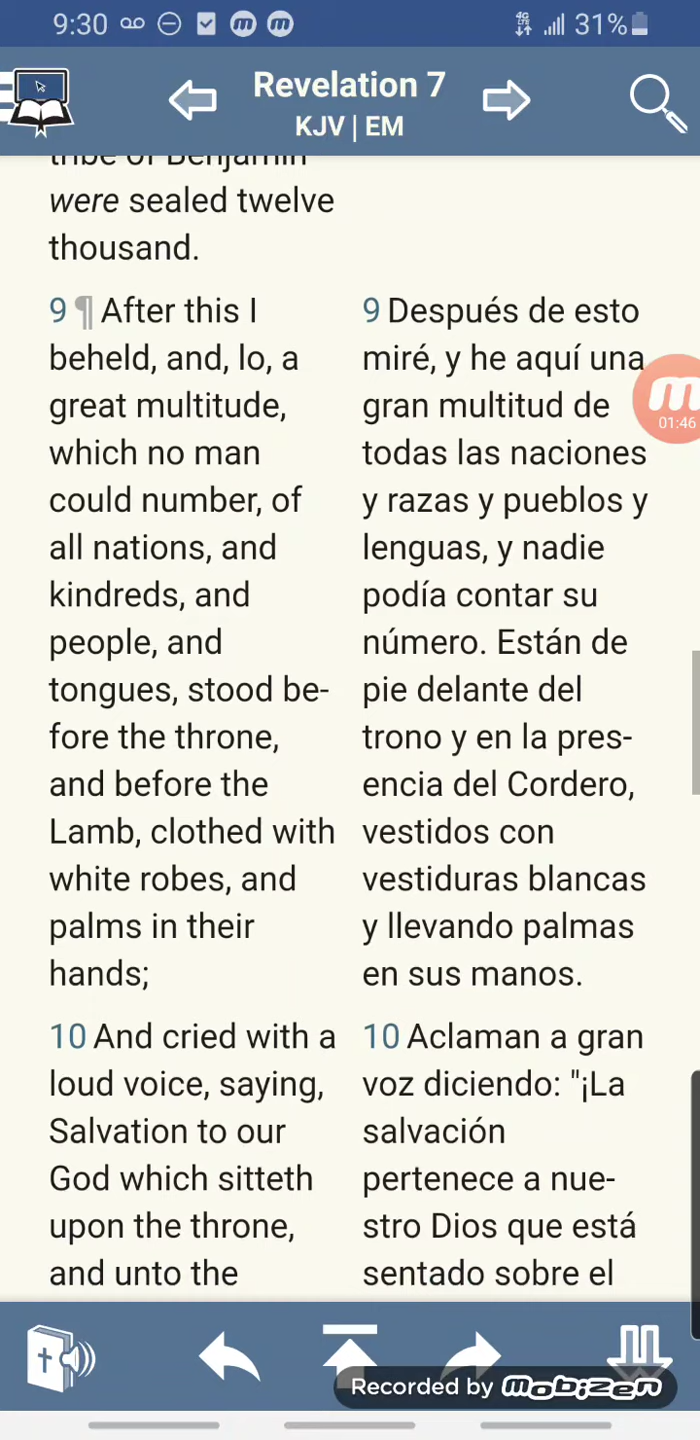 9:30
4G
31%
Revelation 7
KJV | EM
tribe of Benjamin
were sealed twelve
thousand.
9 ¶ After this I
beheld, and, lo, a
great multitude,
which no man
could number, of
all nations, and
kindreds, and
people, and
tongues, stood be-
fore the throne,
and before the
Lamb, clothed with
white robes, and
palms in their
hands;
10 And cried with a
loud voice, saying,
Salvation to our
God which sitteth
upon the throne,
and unto the
9 Después de esto
miré, y he aquí una
gran multitud de
todas las naciones
y razas y pueblos y
lenguas, y nadie
podía contar su
número. Están de
pie delante del
trono y en la pres-
encia del Cordero,
vestidos con
vestiduras blancas
y llevando palmas
en sus manos.
10 Aclaman a gran
voz diciendo: "¡La
salvación
pertenece a nue-
stro Dios que está
sentado sobre el
m
01:46
Recorded by mobizen